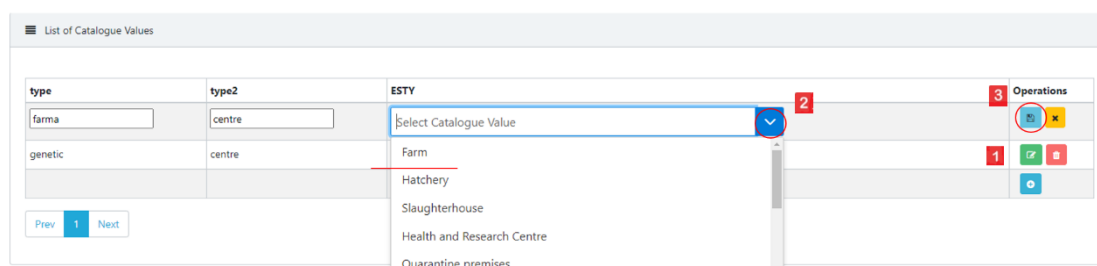 List of Catalogue Values
type type2 ESTY 3 Operations
farma centre Select Catalogue Value 2
genetic centre Farm 1
Hatchery
Slaughterhouse
Prev 1 Next
Health and Research Centre
Quarantine premises